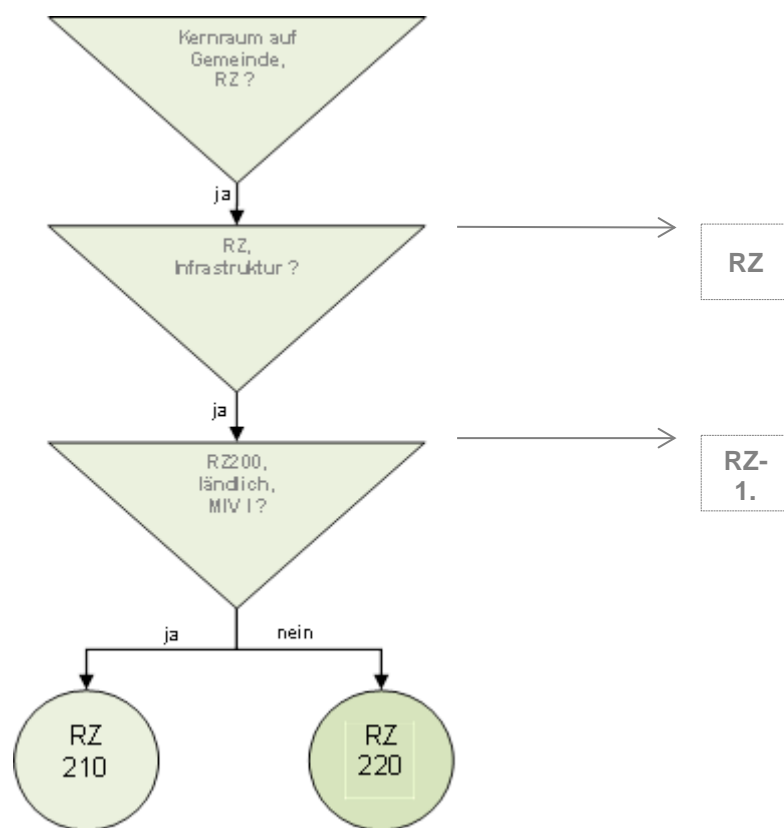 Kernraum auf
Gemeinde,
RZ ?
ja
RZ,
Infrastruktur ?
RZ
ja
RZ200,
ländlich,
MIV I ?
RZ-
1.
ja
nein
RZ
210
RZ
220